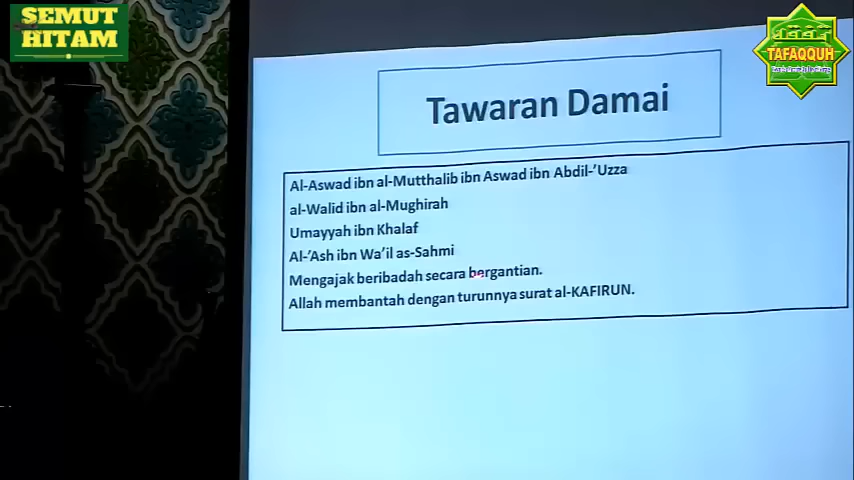 SEMUT
HITAM
TAFAQQUH
Tawaran Damai
Al-Aswad ibn al-Mutthalib ibn Aswad ibn Abdil-'Uzza
al-Walid ibn al-Mughirah
Umayyah ibn Khalaf
Al-'Ash ibn Wa'il as-Sahmi
Mengajak beribadah secara bergantian.
Allah membantah dengan turunnya surat al-KAFIRUN.